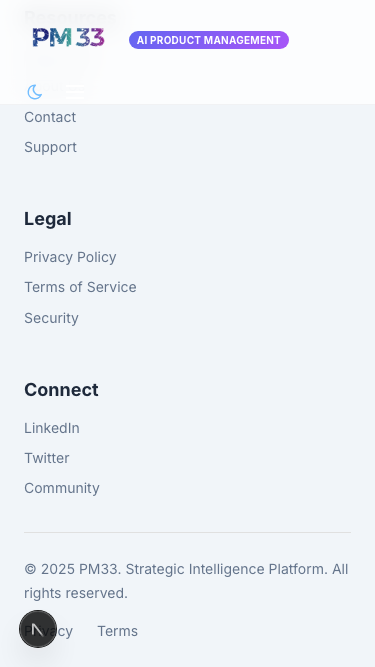 PM33
AI PRODUCT MANAGEMENT
Contact
Support
Legal
Privacy Policy
Terms of Service
Security
Connect
LinkedIn
Twitter
Community
© 2025 PM33. Strategic Intelligence Platform. All
rights reserved.
Privacy Terms